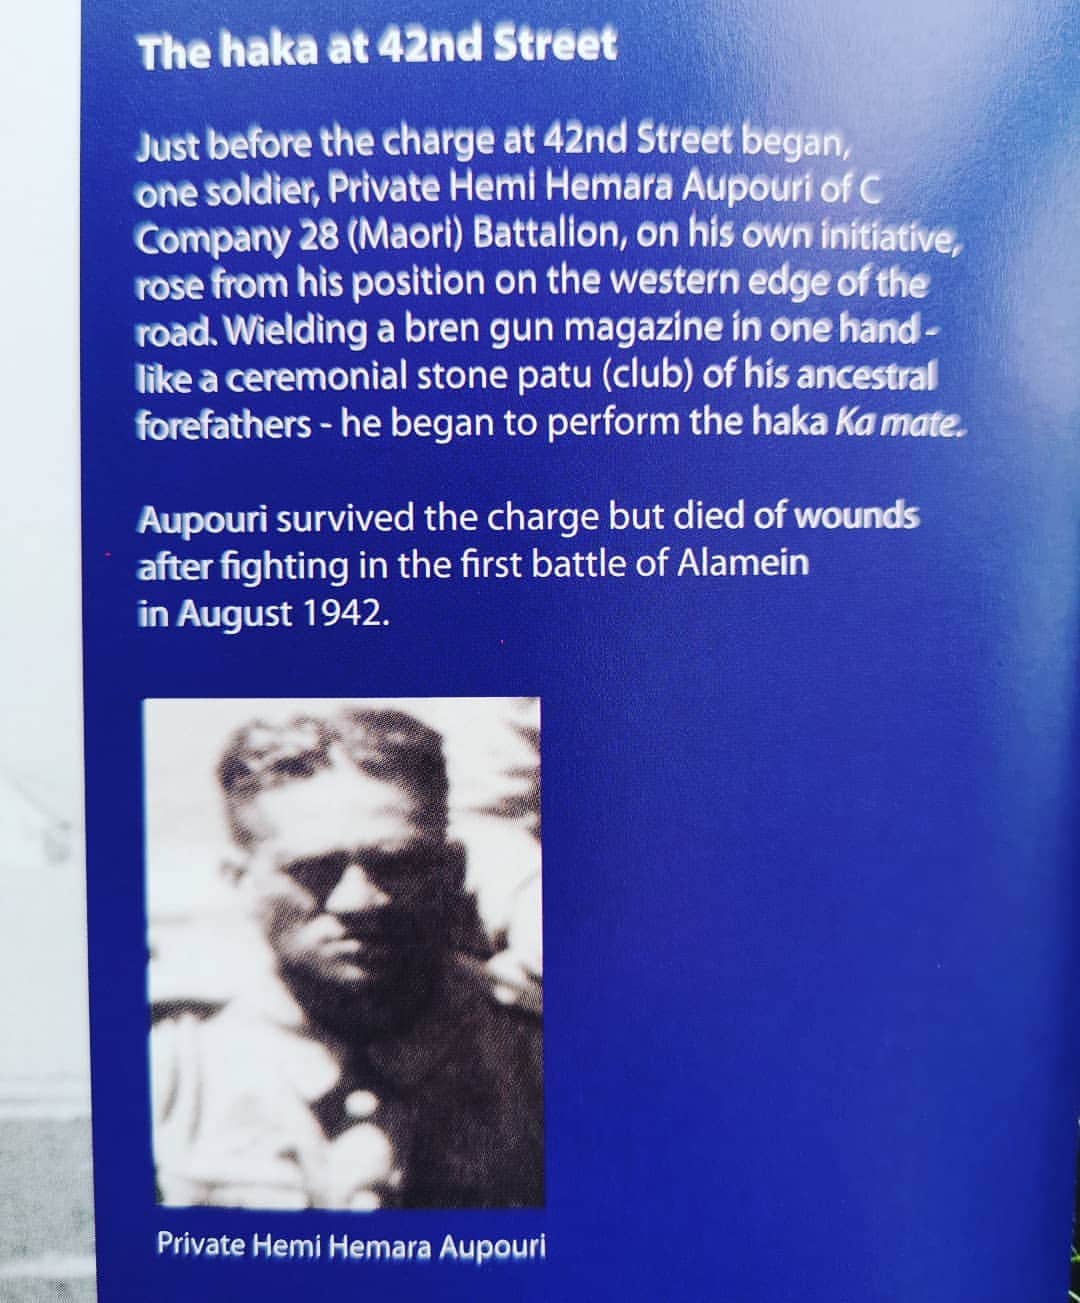 The haka at 42nd Street
Just before the charge at 42nd Street began,
one soldier, Private Hemi Hemara Aupouri of C
Company 28 (Maori) Battalion, on his own initiative,
rose from his position on the western edge of the
road. Wielding a bren gun magazine in one hand -
like a ceremonial stone patu (club) of his ancestral
forefathers - he began to perform the haka Ka mate.
Aupouri survived the charge but died of wounds
after fighting in the first battle of Alamein
in August 1942.
Private Hemi Hemara Aupouri